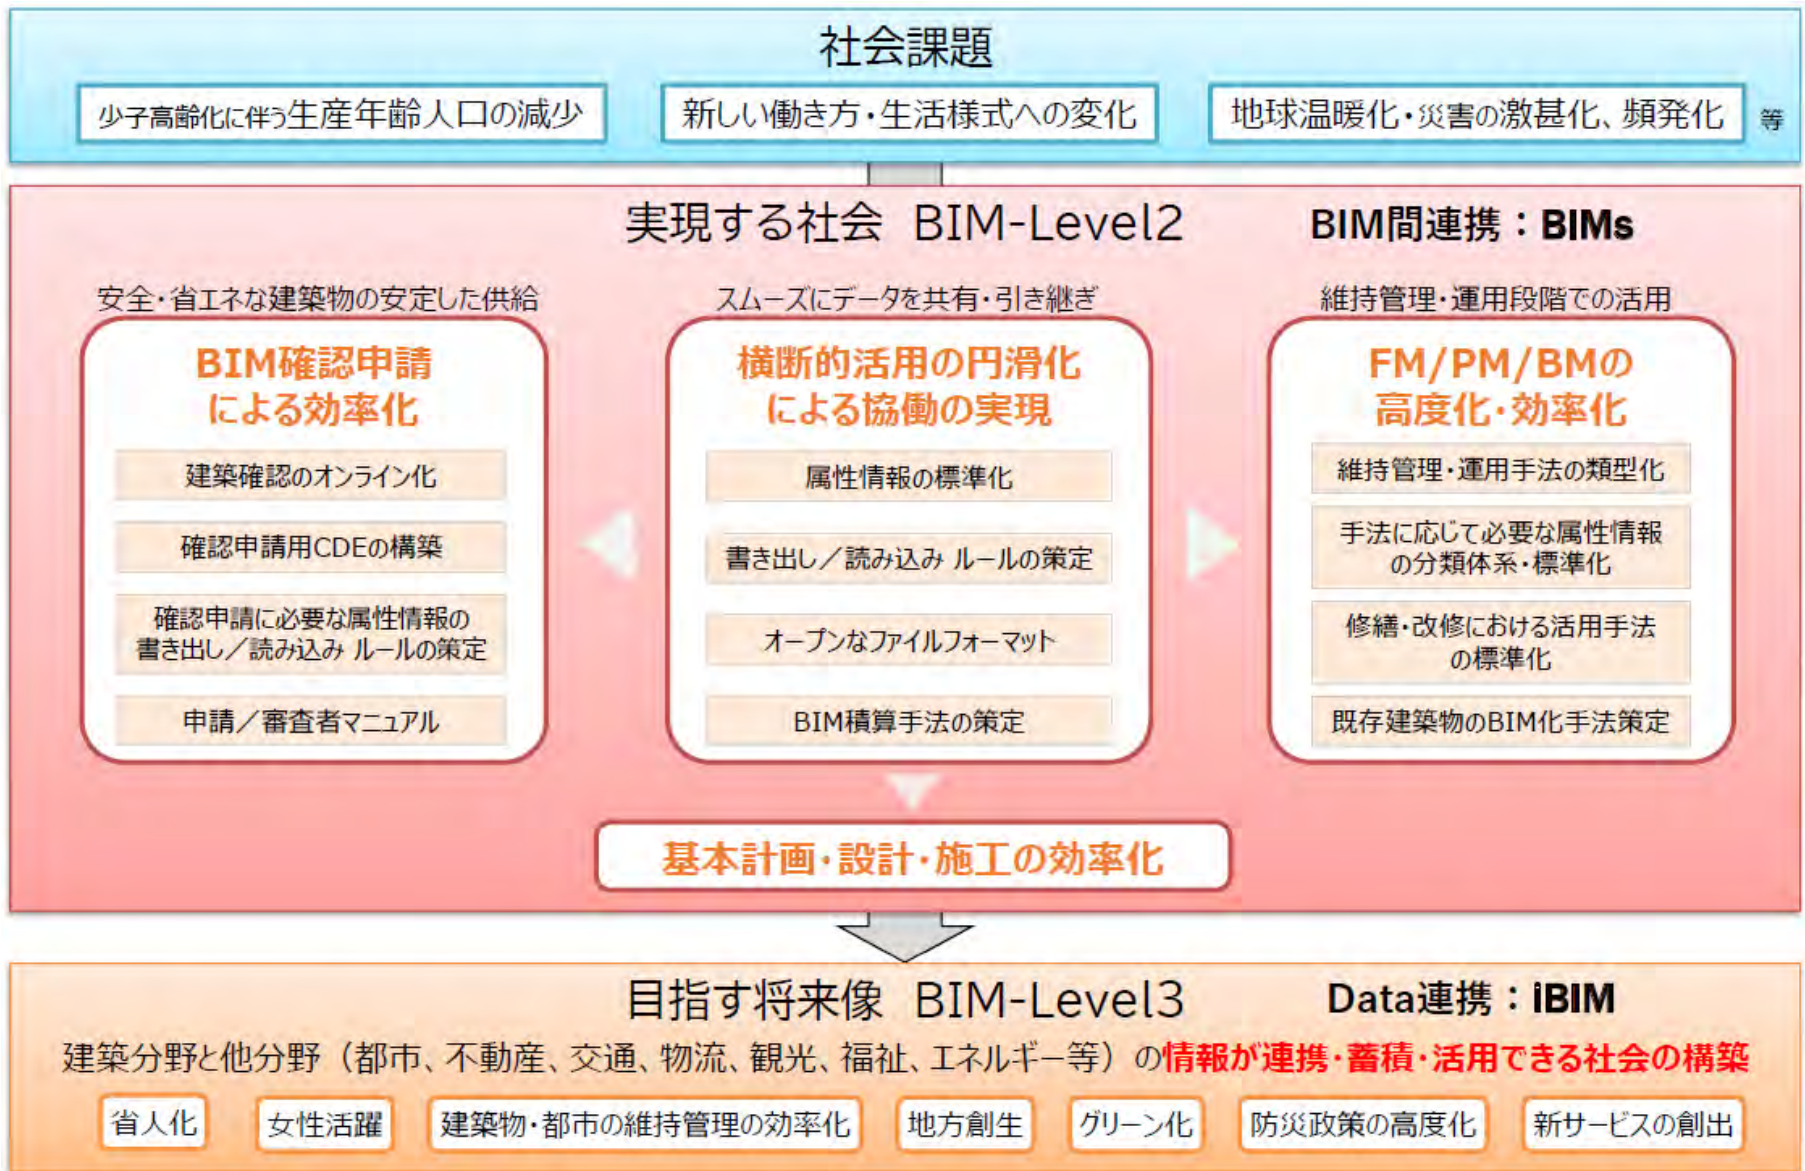 社会課題
少子高齢化に伴う生産年齢人口の減少
新しい働き方・生活様式への変化
地球温暖化・災害の激甚化、頻発化
等
実現する社会 BIM-Level2
BIM間連携：BIMs
安全・省エネな建築物の安定した供給
BIM確認申請
による効率化
建築確認のオンライン化
確認申請用CDEの構築
確認申請に必要な属性情報の
書き出し／読み込み ルールの策定
申請／審査者マニュアル
スムーズにデータを共有・引き継ぎ
横断的活用の円滑化
による協働の実現
属性情報の標準化
書き出し／読み込み ルールの策定
オープンなファイルフォーマット
BIM積算手法の策定
維持管理・運用段階での活用
FM/PM/BMの
高度化・効率化
維持管理・運用手法の類型化
手法に応じて必要な属性情報
の分類体系・標準化
修繕・改修における活用手法
の標準化
既存建築物のBIM化手法策定
基本計画・設計・施工の効率化
目指す将来像 BIM-Level3
Data連携：iBIM
建築分野と他分野（都市、不動産、交通、物流、観光、福祉、エネルギー等）の情報が連携・蓄積・活用できる社会の構築
省人化
女性活躍
建築物・都市の維持管理の効率化
地方創生
グリーン化
防災政策の高度化
新サービスの創出